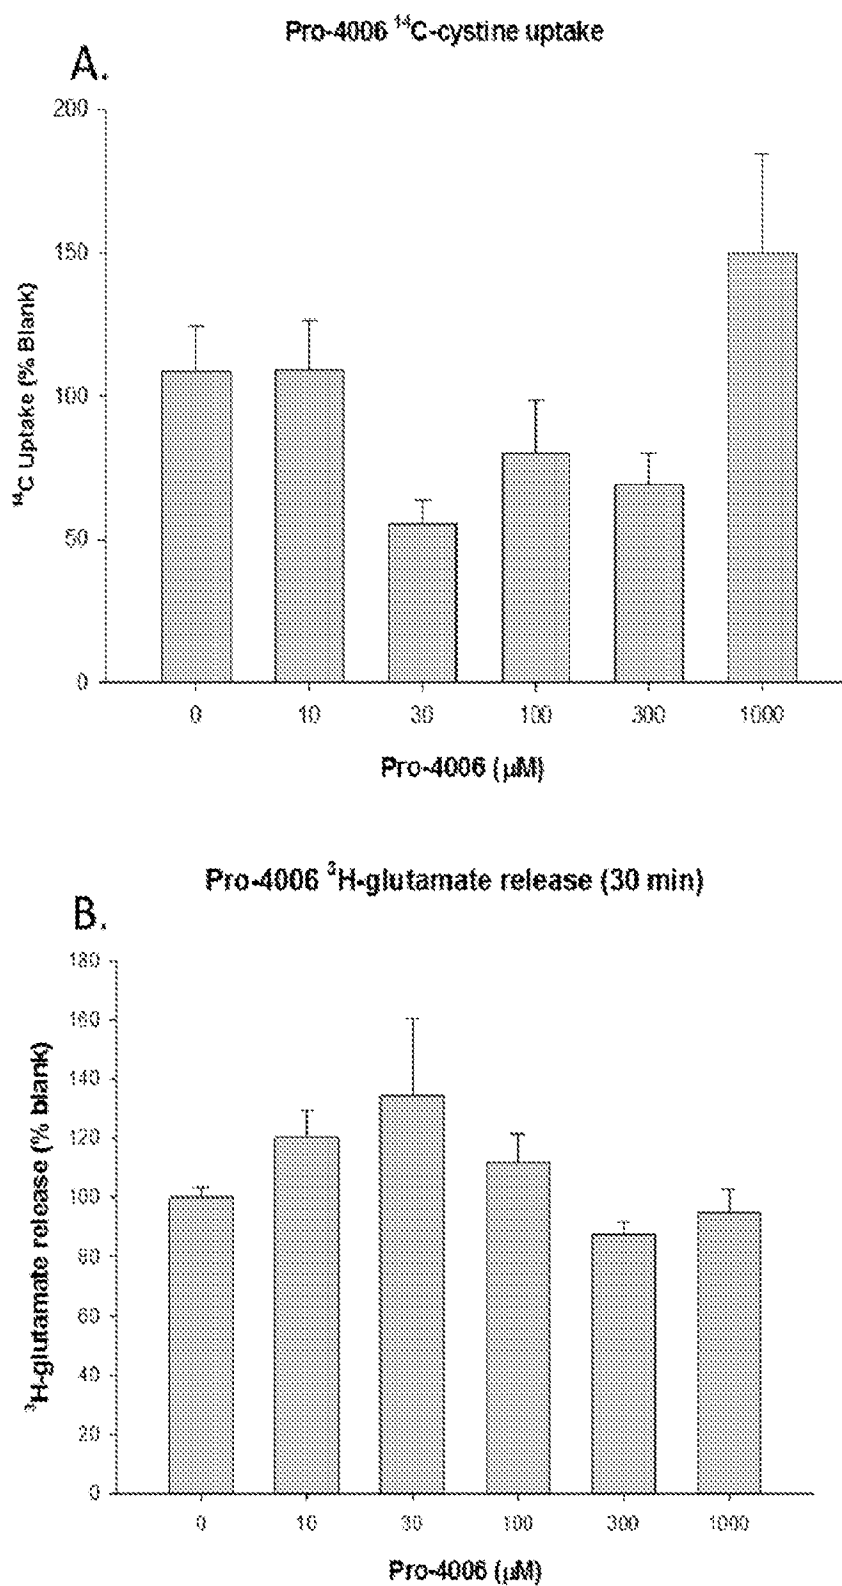 Pro-4006 ¹⁴C-cystine uptake
A.
200
150
100
50
0
¹⁴C Uptake (% Blank)
0 10 30 100 300 1000
Pro-4006 (µM)
Pro-4006 ³H-glutamate release (30 min)
B.
180
160
140
120
100
80
60
40
20
0
³H-glutamate release (% blank)
0 10 30 100 300 1000
Pro-4006 (µM)